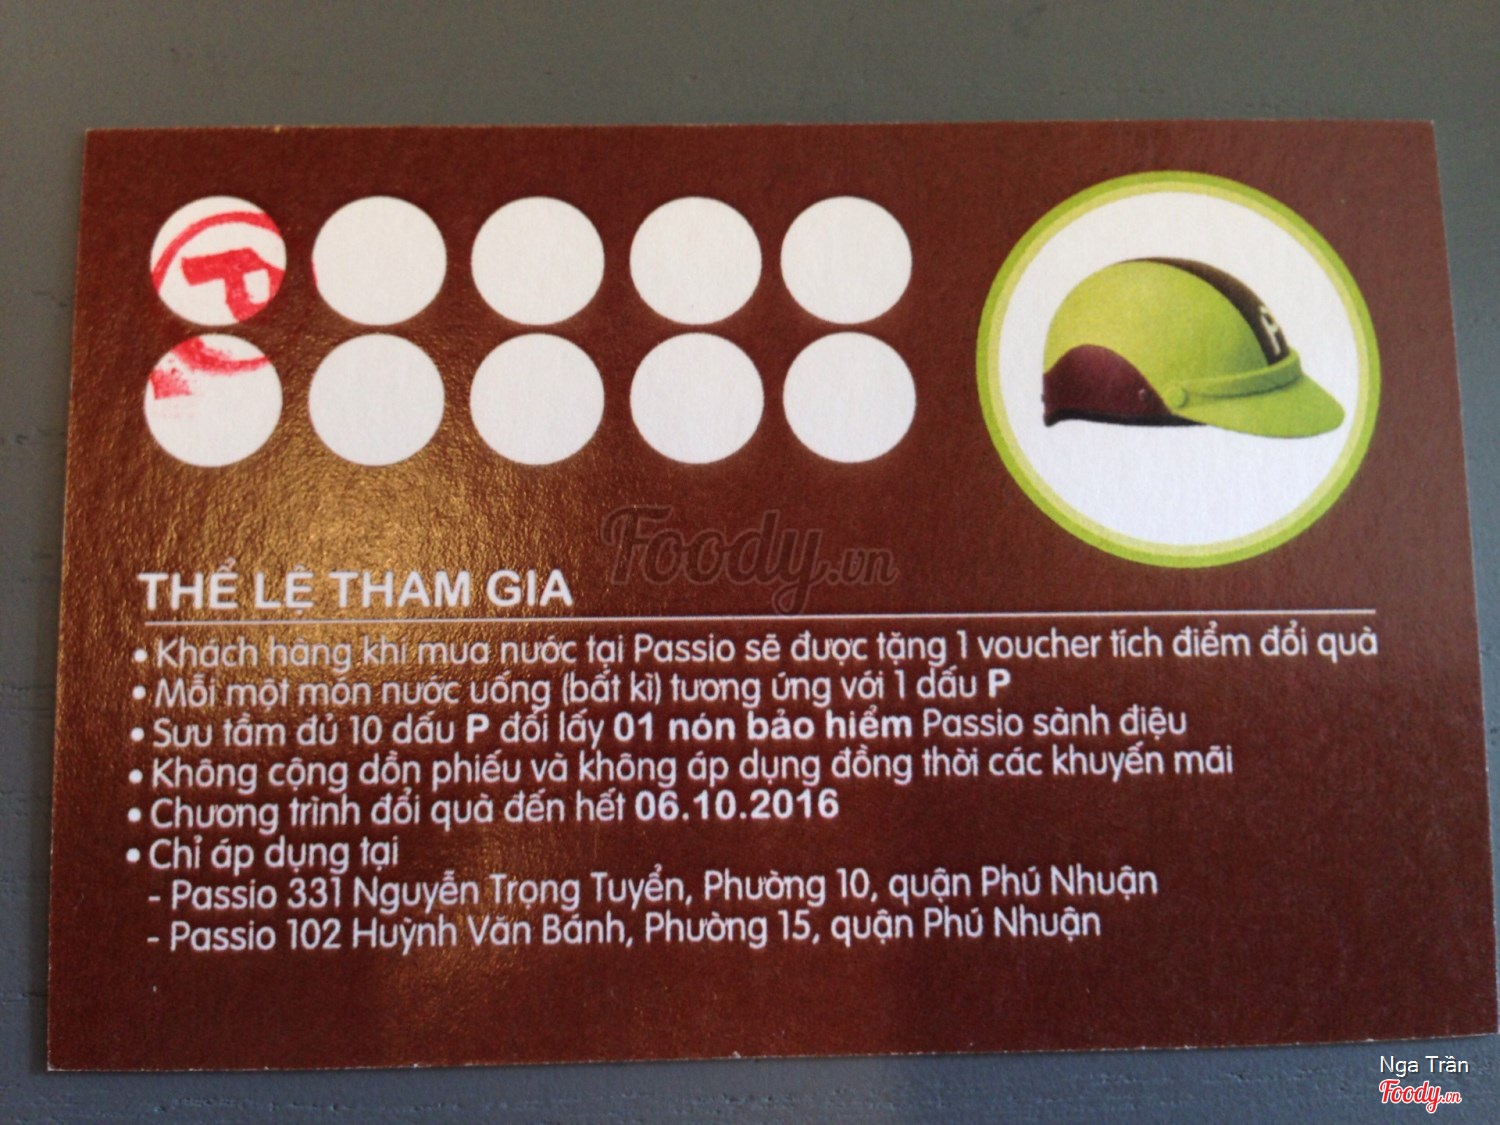 P
P
Foody.vn
THỂ LỆ THAM GIA
• Khách hàng khi mua nước tại Passio sẽ được tặng 1 voucher tích điểm đổi quà
• Mỗi một món nước uống (bất kì) tương ứng với 1 dấu P
• Sưu tầm đủ 10 dấu P đổi lấy 01 nón bảo hiểm Passio sành điệu
• Không cộng dồn phiếu và không áp dụng đồng thời các khuyến mãi
• Chương trình đổi quà đến hết 06.10.2016
• Chỉ áp dụng tại
- Passio 331 Nguyễn Trọng Tuyển, Phường 10, quận Phú Nhuận
- Passio 102 Huỳnh Văn Bánh, Phường 15, quận Phú Nhuận
Nga Trần
Foody.vn